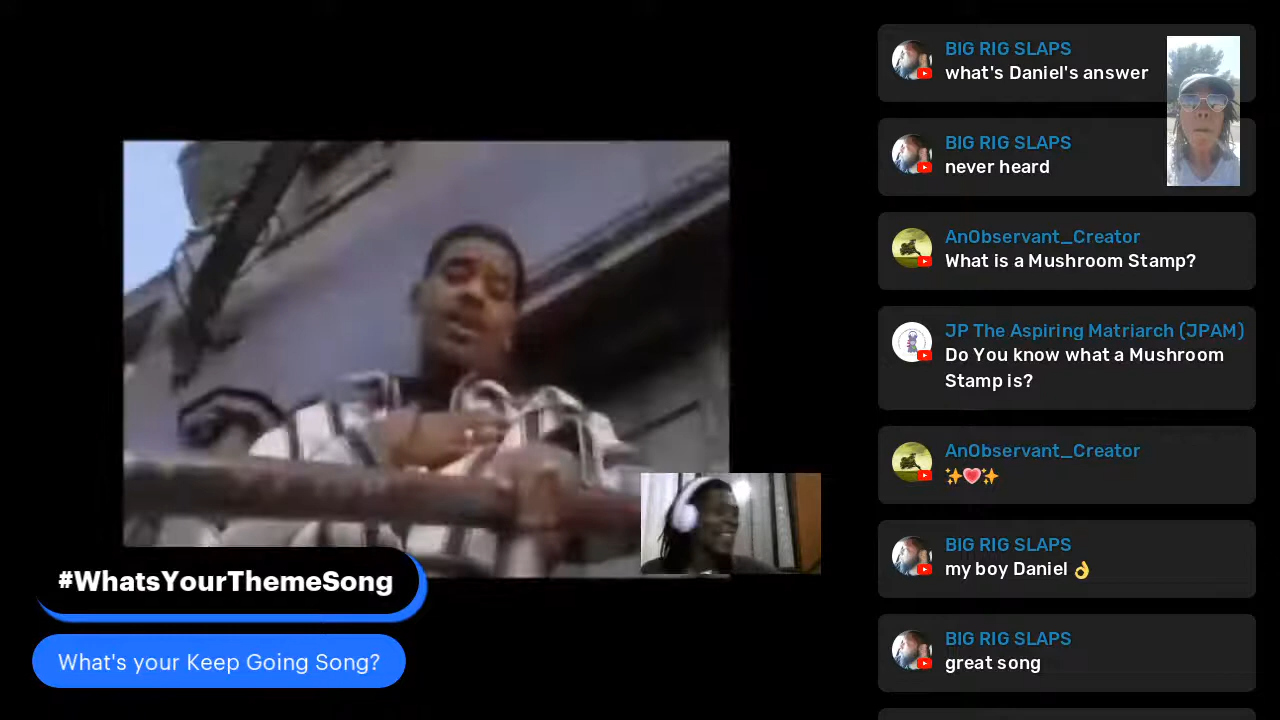 BIG RIG SLAPS
what's Daniel's answer
BIG RIG SLAPS
never heard
AnObservant_Creator
What is a Mushroom Stamp?
JP The Aspiring Matriarch (JPAM)
Do You know what a Mushroom
Stamp is?
AnObservant_Creator
✨💗✨
BIG RIG SLAPS
my boy Daniel 👌
BIG RIG SLAPS
great song
#WhatsYourThemeSong
What's your Keep Going Song?